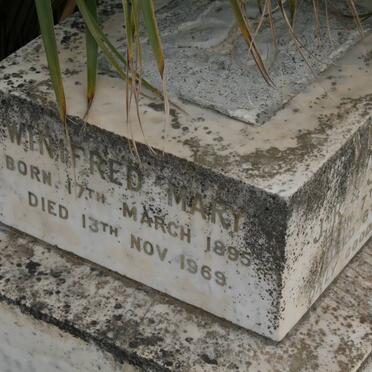 WINIFRED MARY
BORN 17TH MARCH 1895
DIED 13TH NOV. 1969.